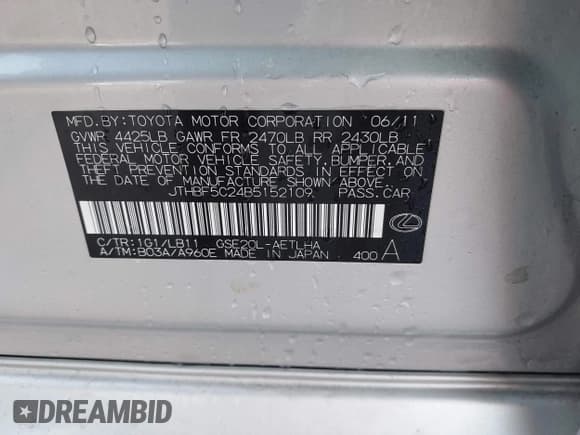 MFD. BY: TOYOTA MOTOR CORPORATION 06/11
GVWR 4425LB GAWR FR 2470LB RR 2430LB
THIS VEHICLE CONFORMS TO ALL APPLICABLE
FEDERAL MOTOR VEHICLE SAFETY, BUMPER, AND
THEFT PREVENTION STANDARDS IN EFFECT ON
THE DATE OF MANUFACTURE SHOWN ABOVE.
JTHBF5C24B5152109 PASS. CAR
C/TR: 1G1/LB11 GSE20L-AETLHA
A/TM: B03A/A960E MADE IN JAPAN 400 A
DREAMBID